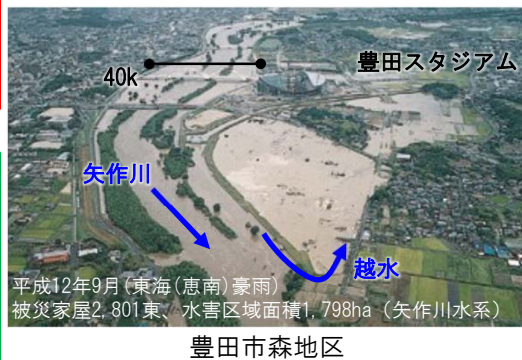 豊田スタジアム
40k
矢作川
越水
平成12年9月(東海(恵南)豪雨)
被災家屋2,801東、水害区域面積1,798ha（矢作川水系）
豊田市森地区